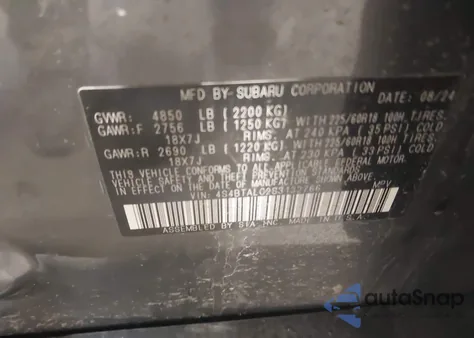 MFD BY SUBARU CORPORATION DATE 08/24
GVWR: 4850 LB ( 2200 KG)
GAWR:F 2756 LB ( 1250 KG) WITH 225/60R18 100H, TIRES.
18X7J RIMS, AT 240 KPA ( 35 PSI), COLD
GAWR:R 2690 LB ( 1220 KG) WITH 225/60R18 100H TIRES.
18X7J RIMS, AT 230 KPA ( 33 PSI), COLD
THIS VEHICLE CONFORMS TO ALL APPLICABLE FEDERAL MOTOR
VEHICLE SAFETY STANDARDS
IN EFFECT ON THE DATE OF MANUFACTURE SHOWN ABOVE.
VIN: MPV
ASSEMBLED BY SIA, INC. MADE IN U.S.A.
autoSnap